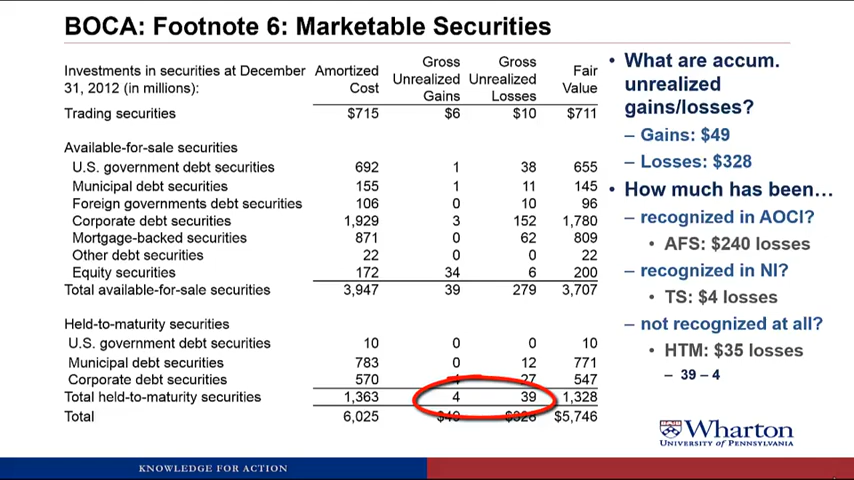 BOCA: Footnote 6: Marketable Securities
Investments in securities at December 31, 2012 (in millions): Amortized Cost Gross Unrealized Gains Gross Unrealized Losses Fair Value
Trading securities $715 $6 $10 $711
Available-for-sale securities
U.S. government debt securities 692 1 38 655
Municipal debt securities 155 1 11 145
Foreign governments debt securities 106 0 10 96
Corporate debt securities 1,929 3 152 1,780
Mortgage-backed securities 871 0 62 809
Other debt securities 22 0 0 22
Equity securities 172 34 6 200
Total available-for-sale securities 3,947 39 279 3,707
Held-to-maturity securities
U.S. government debt securities 10 0 0 10
Municipal debt securities 783 0 12 771
Corporate debt securities 570 4 27 547
Total held-to-maturity securities 1,363 4 39 1,328
Total 6,025 $49 $328 $5,746
• What are accum.
unrealized
gains/losses?
– Gains: $49
– Losses: $328
• How much has been…
– recognized in AOCI?
• AFS: $240 losses
– recognized in NI?
• TS: $4 losses
– not recognized at all?
• HTM: $35 losses
– 39 – 4
Wharton
UNIVERSITY of PENNSYLVANIA
KNOWLEDGE FOR ACTION